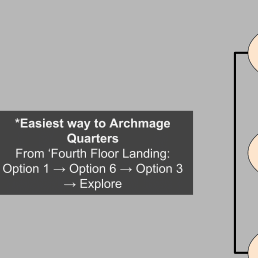 *Easiest way to Archmage
Quarters
From ‘Fourth Floor Landing:
Option 1 → Option 6 → Option 3
→ Explore